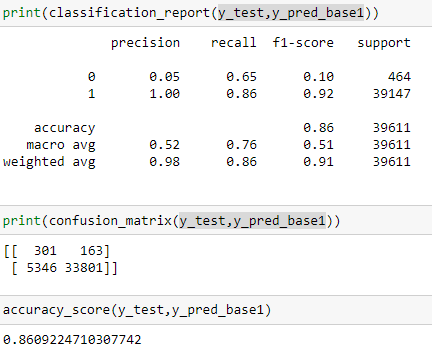 print(classification_report(y_test,y_pred_base1))
precision recall f1-score support
0 0.05 0.65 0.10 464
1 1.00 0.86 0.92 39147
accuracy 0.86 39611
macro avg 0.52 0.76 0.51 39611
weighted avg 0.98 0.86 0.91 39611
print(confusion_matrix(y_test,y_pred_base1))
[[ 301 163]
[ 5346 33801]]
accuracy_score(y_test,y_pred_base1)
0.8609224710307742